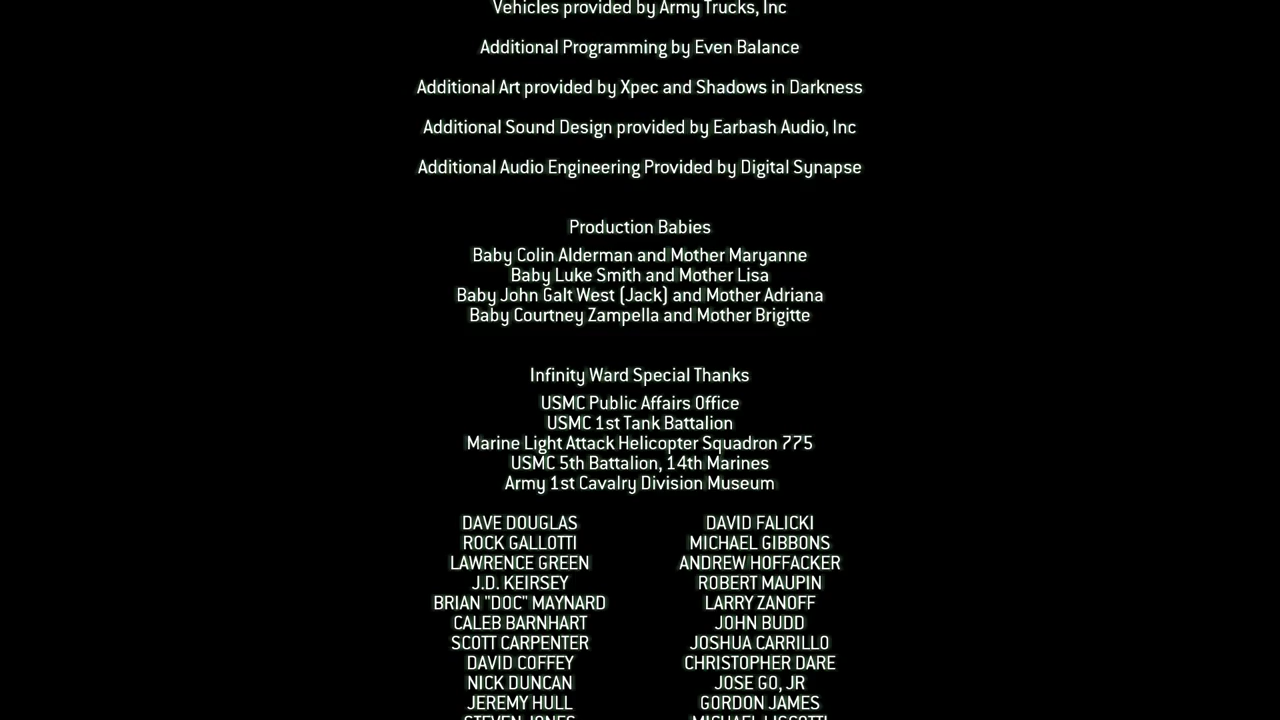 Vehicles provided by Army Trucks, Inc
Additional Programming by Even Balance
Additional Art provided by Xpec and Shadows in Darkness
Additional Sound Design provided by Earbash Audio, Inc
Additional Audio Engineering Provided by Digital Synapse
Production Babies
Baby Colin Alderman and Mother Maryanne
Baby Luke Smith and Mother Lisa
Baby John Galt West (Jack) and Mother Adriana
Baby Courtney Zampella and Mother Brigitte
Infinity Ward Special Thanks
USMC Public Affairs Office
USMC 1st Tank Battalion
Marine Light Attack Helicopter Squadron 775
USMC 5th Battalion, 14th Marines
Army 1st Cavalry Division Museum
DAVE DOUGLAS DAVID FALICKI
ROCK GALLOTTI MICHAEL GIBBONS
LAWRENCE GREEN ANDREW HOFFACKER
J.D. KEIRSEY ROBERT MAUPIN
BRIAN "DOC" MAYNARD LARRY ZANOFF
CALEB BARNHART JOHN BUDD
SCOTT CARPENTER JOSHUA CARRILLO
DAVID COFFEY CHRISTOPHER DARE
NICK DUNCAN JOSE GO, JR
JEREMY HULL GORDON JAMES
STEVEN JONES MICHAEL LISCOTTI